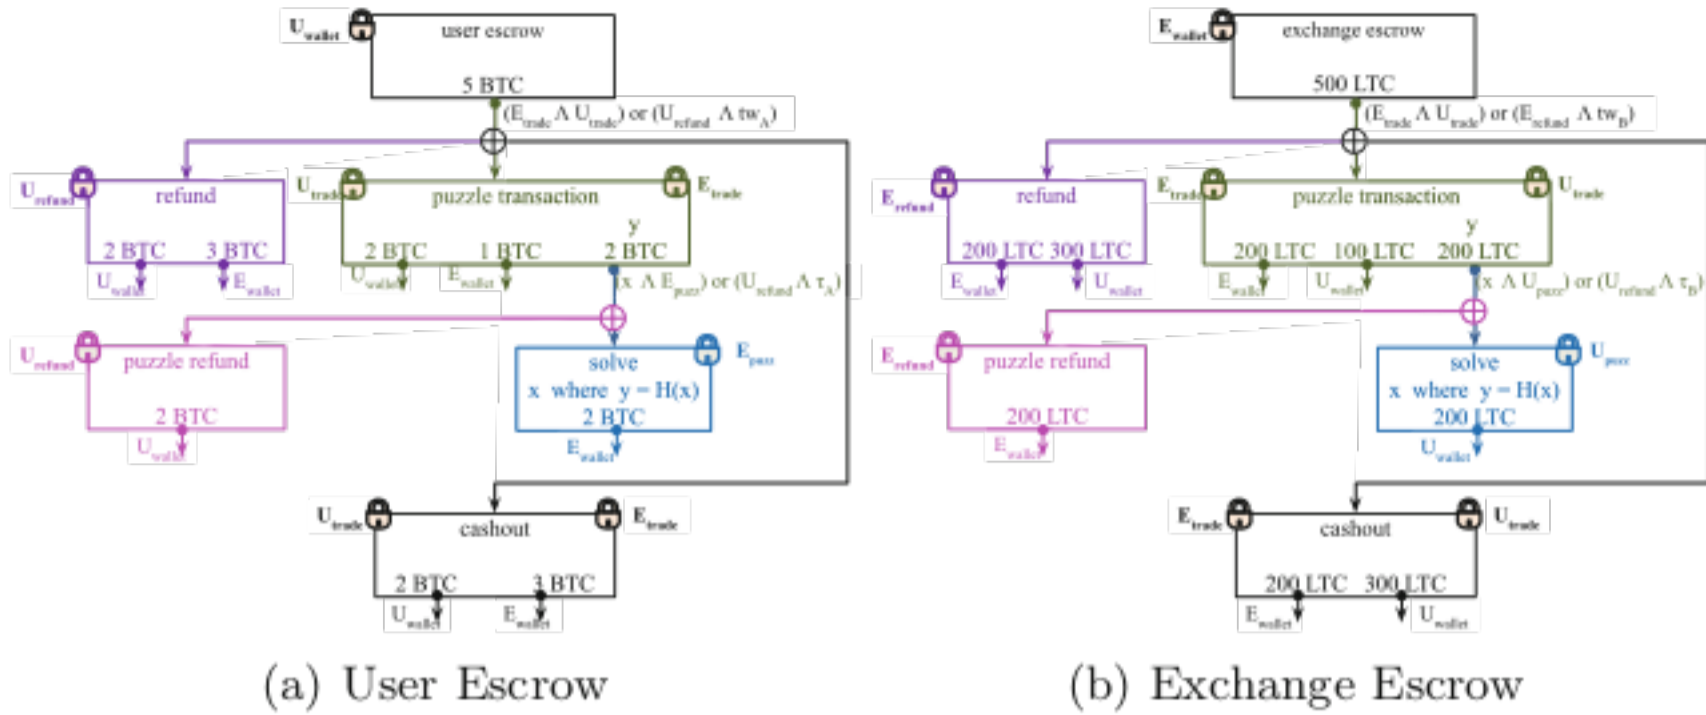 U_wallet
user escrow
5 BTC
(E_trade Λ U_trade) or (U_refund Λ tw_A)
U_refund
refund
2 BTC 3 BTC
U_wallet
E_wallet
U_trade
puzzle transaction
E_trade
y
2 BTC 1 BTC 2 BTC
U_wallet
E_wallet
(x Λ E_puzz) or (U_refund Λ τ_A)
U_refund
puzzle refund
2 BTC
U_wallet
solve
E_puzz
x where y = H(x)
2 BTC
E_wallet
U_trade
cashout
E_trade
2 BTC 3 BTC
U_wallet
E_wallet
(a) User Escrow
E_wallet
exchange escrow
500 LTC
(E_trade Λ U_trade) or (E_refund Λ tw_B)
E_refund
refund
200 LTC 300 LTC
E_wallet
U_wallet
E_trade
puzzle transaction
U_trade
y
200 LTC 100 LTC 200 LTC
E_wallet
U_wallet
(x Λ U_puzz) or (U_refund Λ τ_B)
E_refund
puzzle refund
200 LTC
E_wallet
solve
U_puzz
x where y = H(x)
200 LTC
U_wallet
E_trade
cashout
U_trade
200 LTC 300 LTC
E_wallet
U_wallet
(b) Exchange Escrow